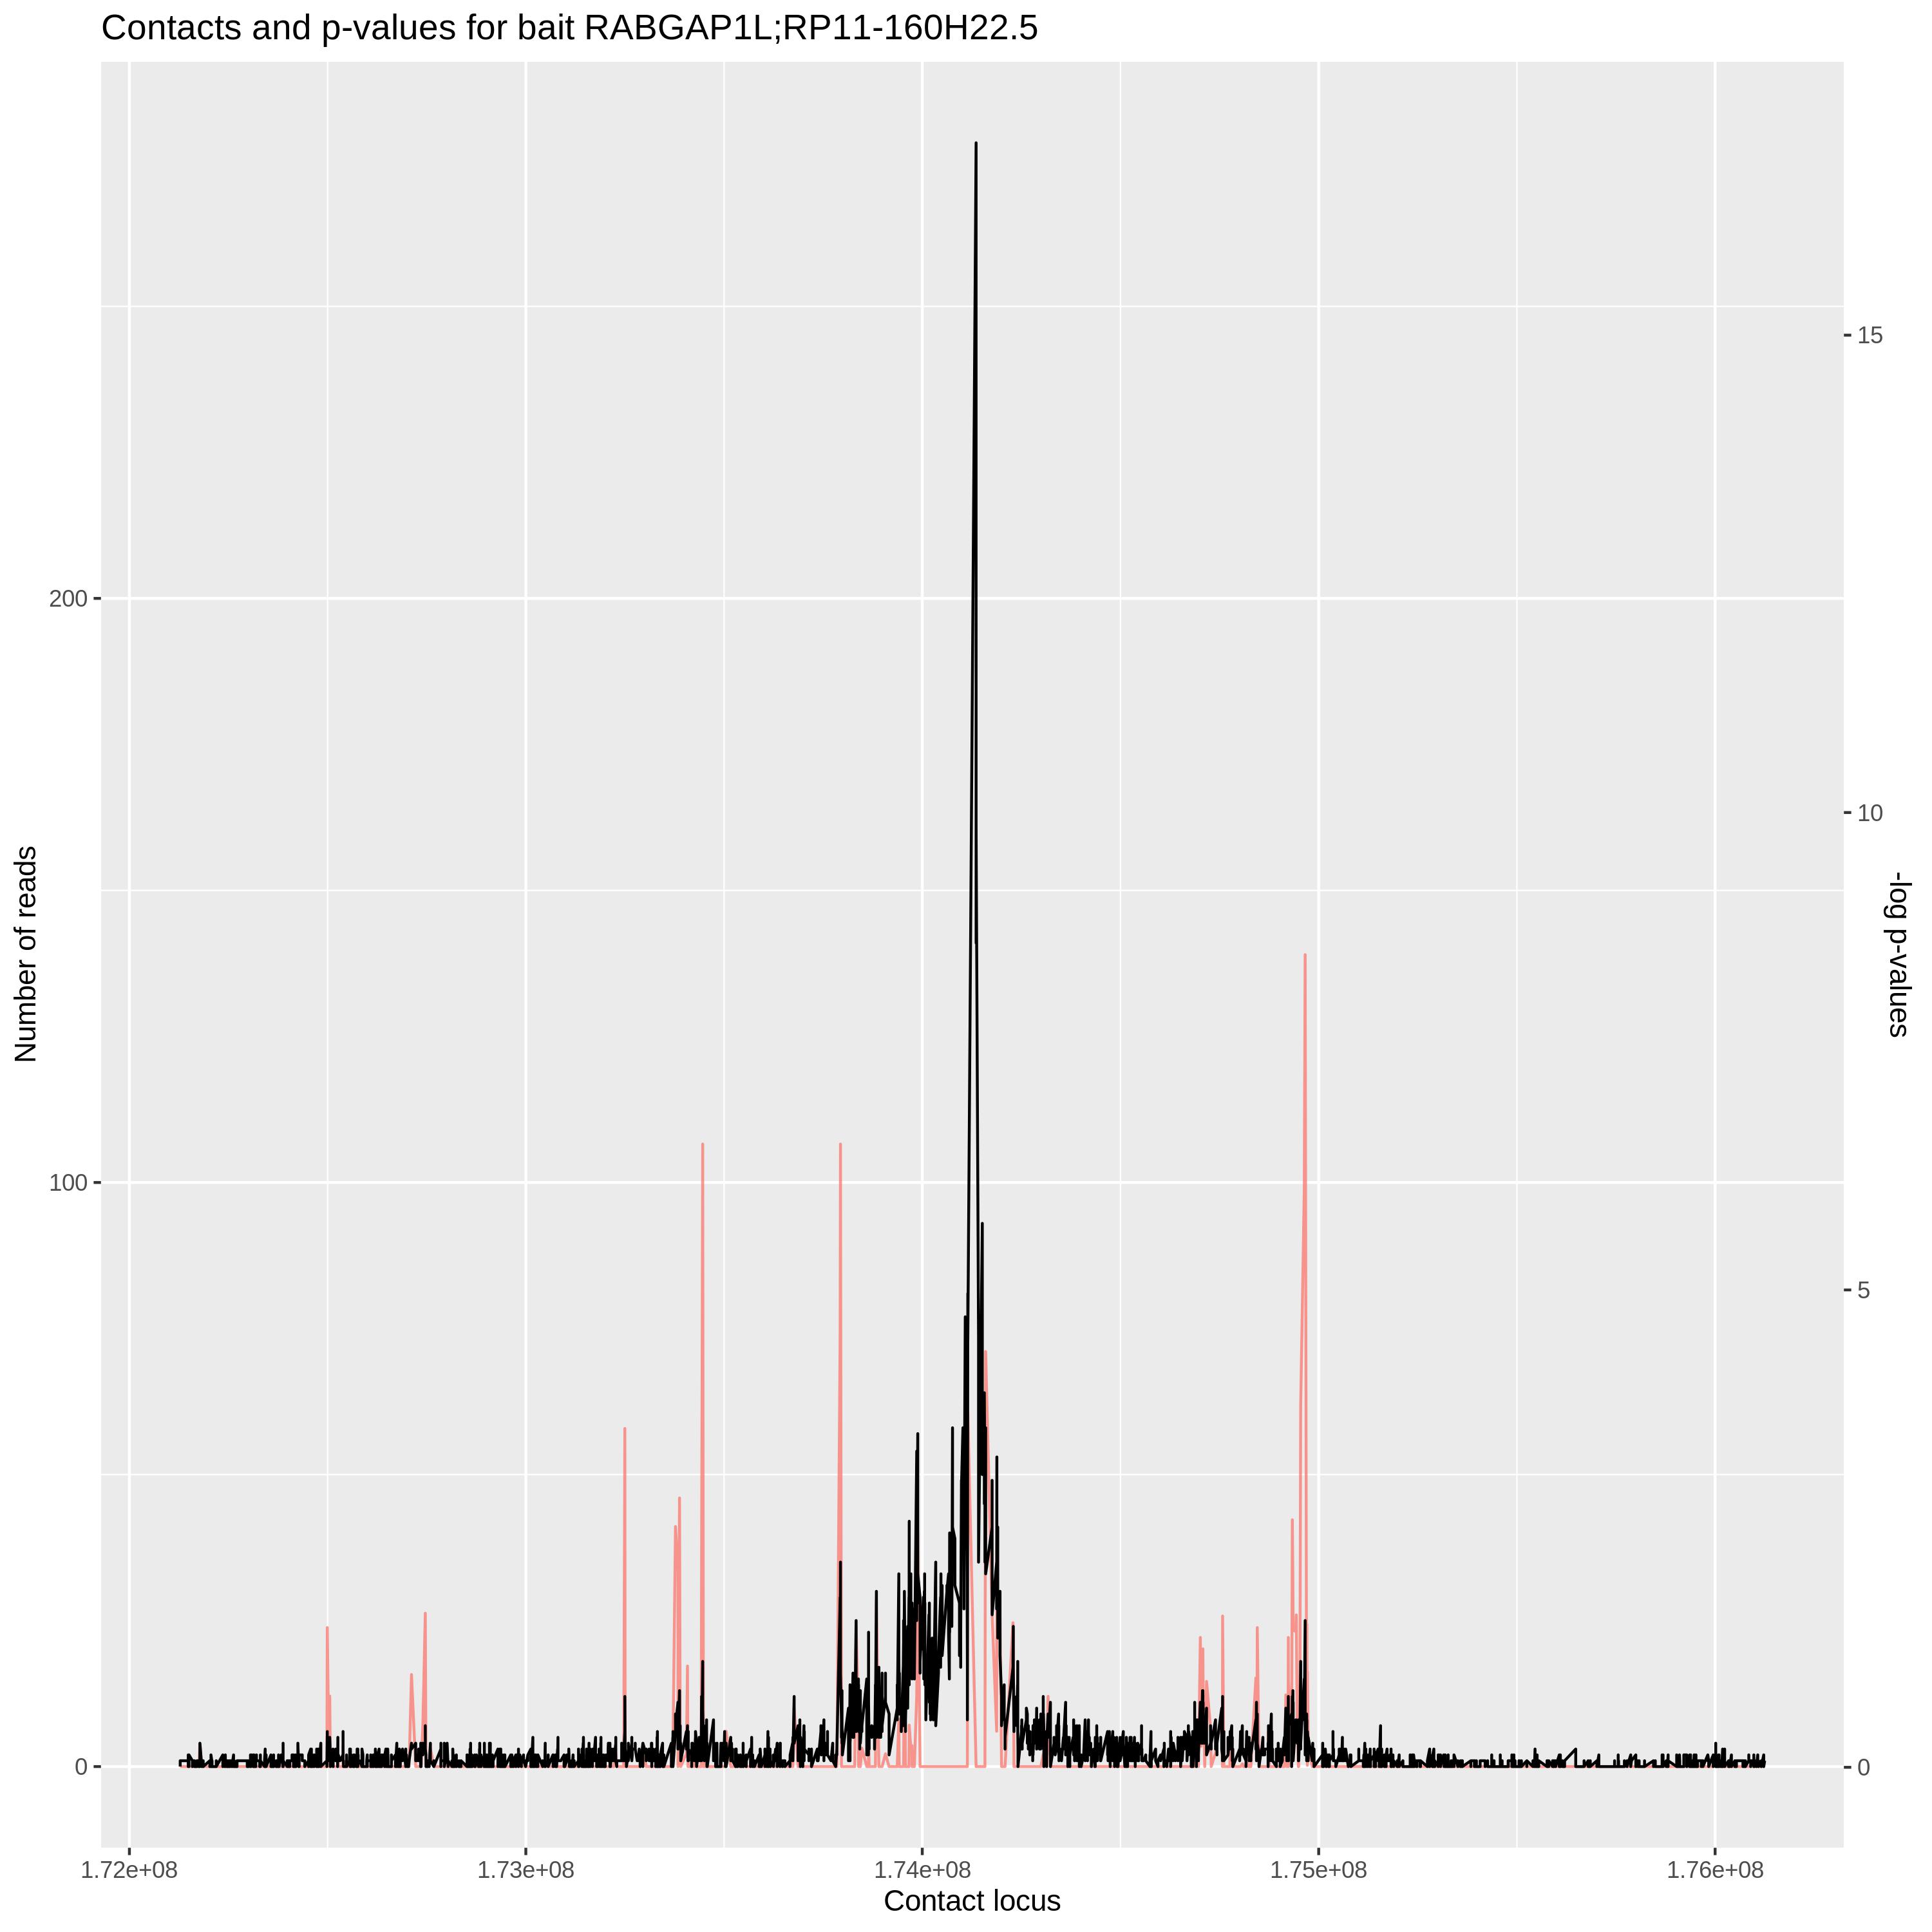 Contacts and p-values for bait RABGAP1L;RP11-160H22.5
Number of reads
200
100
0
15
10
5
0
-log p-values
1.72e+08
1.73e+08
1.74e+08
1.75e+08
1.76e+08
Contact locus